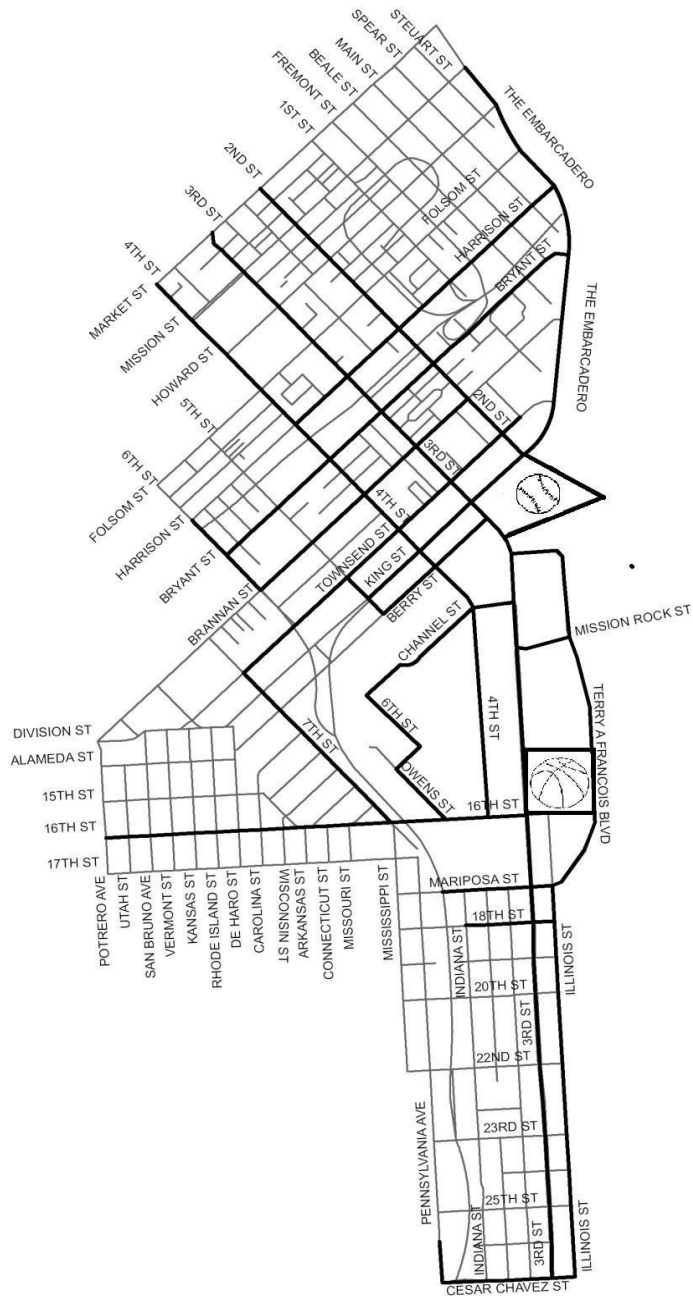 STEUART ST
SPEAR ST
MAIN ST
BEALE ST
FREMONT ST
1ST ST
2ND ST
3RD ST
4TH ST
MARKET ST
MISSION ST
HOWARD ST
5TH ST
6TH ST
FOLSOM ST
HARRISON ST
BRYANT ST
BRANNAN ST
THE EMBARCADERO
FOLSOM ST
HARRISON ST
BRYANT ST
THE EMBARCADERO
2ND ST
3RD ST
4TH ST
TOWNSEND ST
KING ST
BERRY ST
CHANNEL ST
MISSION ROCK ST
6TH ST
4TH ST
7TH ST
OWENS ST
TERRY A FRANCOIS BLVD
DIVISION ST
ALAMEDA ST
15TH ST
16TH ST
17TH ST
16TH ST
POTRERO AVE
UTAH ST
SAN BRUNO AVE
VERMONT ST
KANSAS ST
RHODE ISLAND ST
DE HARO ST
CAROLINA ST
WISCONSIN ST
ARKANSAS ST
CONNECTICUT ST
MISSOURI ST
MISSISSIPPI ST
MARIPOSA ST
18TH ST
INDIANA ST
20TH ST
3RD ST
ILLINOIS ST
22ND ST
PENNSYLVANIA AVE
23RD ST
25TH ST
INDIANA ST
3RD ST
ILLINOIS ST
CESAR CHAVEZ ST